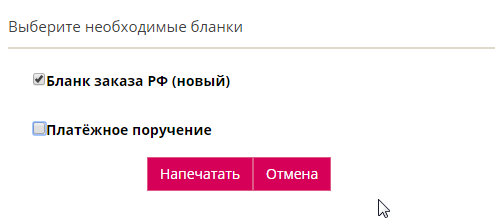 Выберите необходимые бланки
Бланк заказа РФ (новый)
Платёжное поручение
Напечатать Отмена